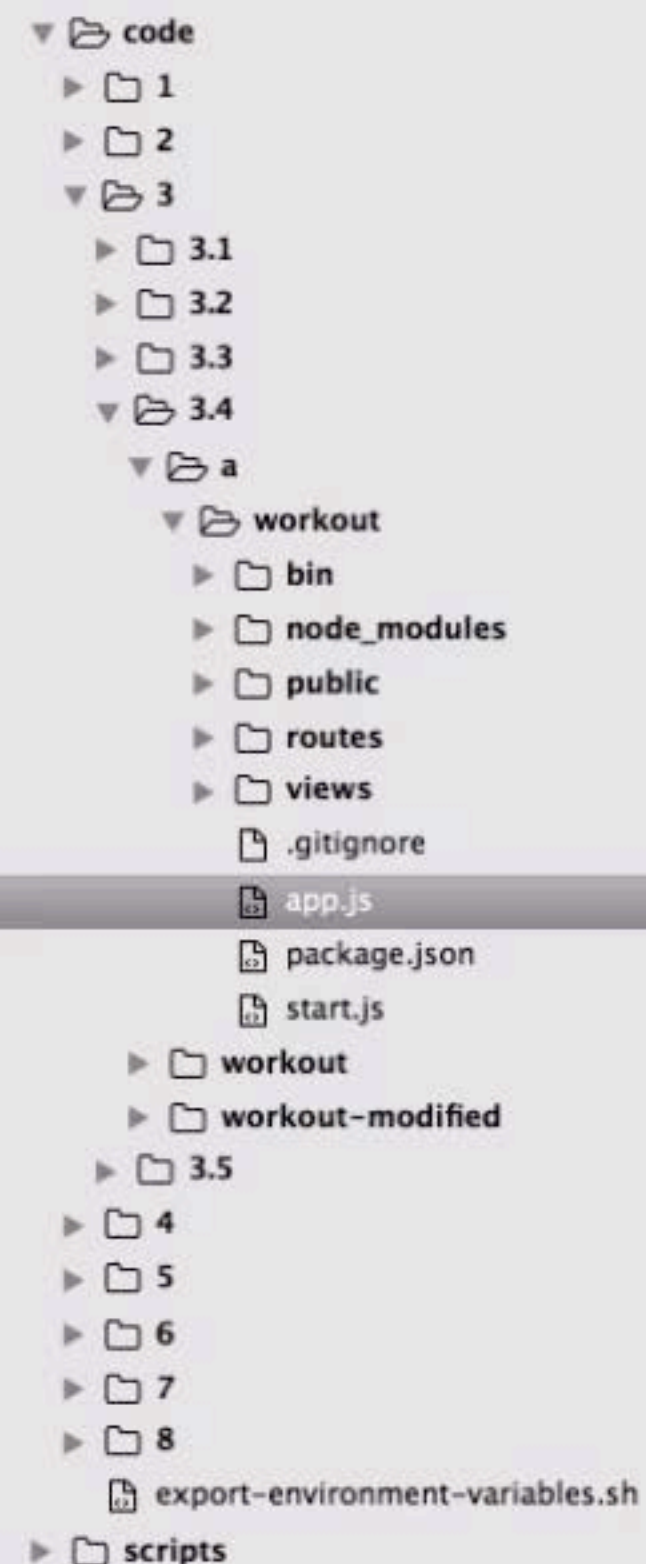 code
1
2
3
3.1
3.2
3.3
3.4
a
workout
bin
node_modules
public
routes
views
.gitignore
app.js
package.json
start.js
workout
workout-modified
3.5
4
5
6
7
8
export-environment-variables.sh
scripts